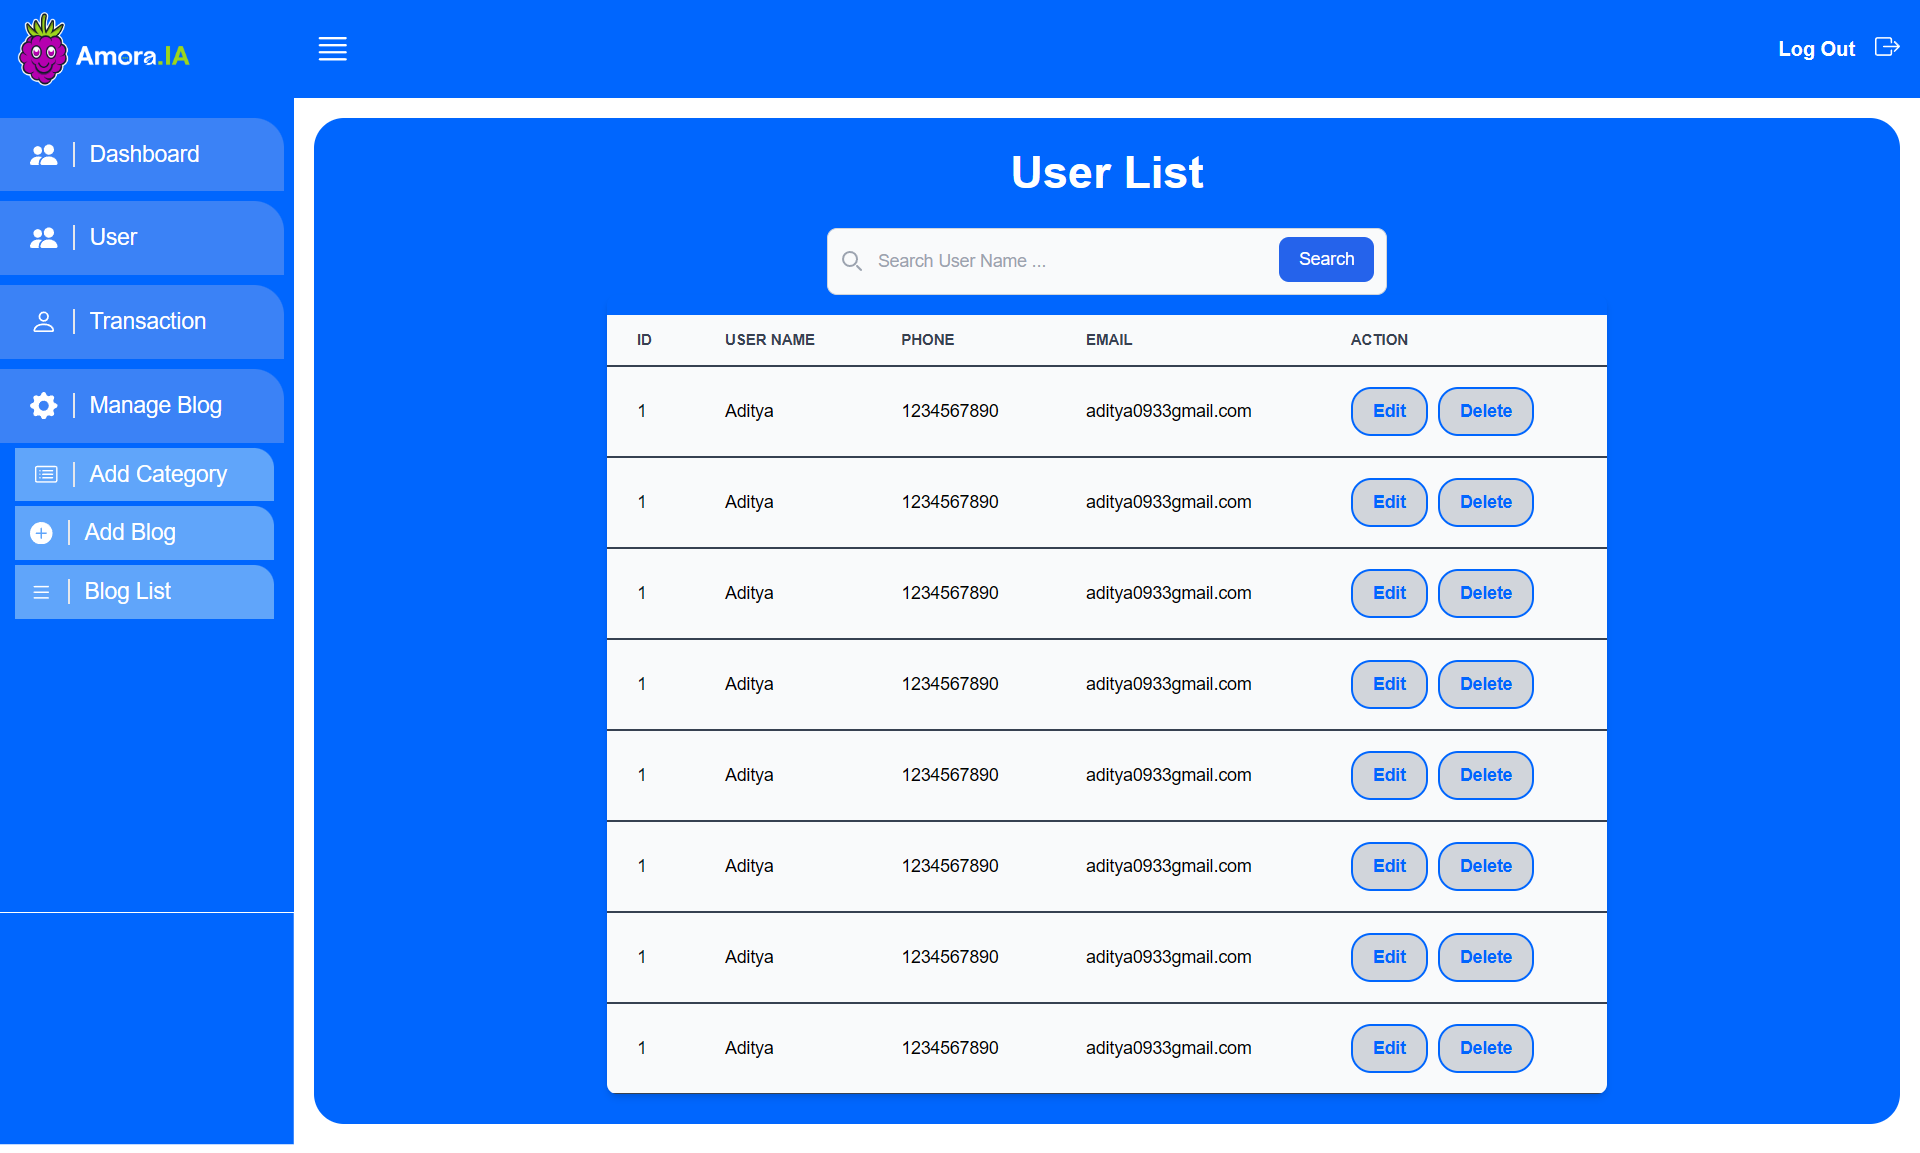 Amora.IA
Log Out
Dashboard
User
Transaction
Manage Blog
Add Category
Add Blog
Blog List
User List
Search User Name ...
Search
ID USER NAME PHONE EMAIL ACTION
1 Aditya 1234567890 aditya0933gmail.com Edit Delete
1 Aditya 1234567890 aditya0933gmail.com Edit Delete
1 Aditya 1234567890 aditya0933gmail.com Edit Delete
1 Aditya 1234567890 aditya0933gmail.com Edit Delete
1 Aditya 1234567890 aditya0933gmail.com Edit Delete
1 Aditya 1234567890 aditya0933gmail.com Edit Delete
1 Aditya 1234567890 aditya0933gmail.com Edit Delete
1 Aditya 1234567890 aditya0933gmail.com Edit Delete